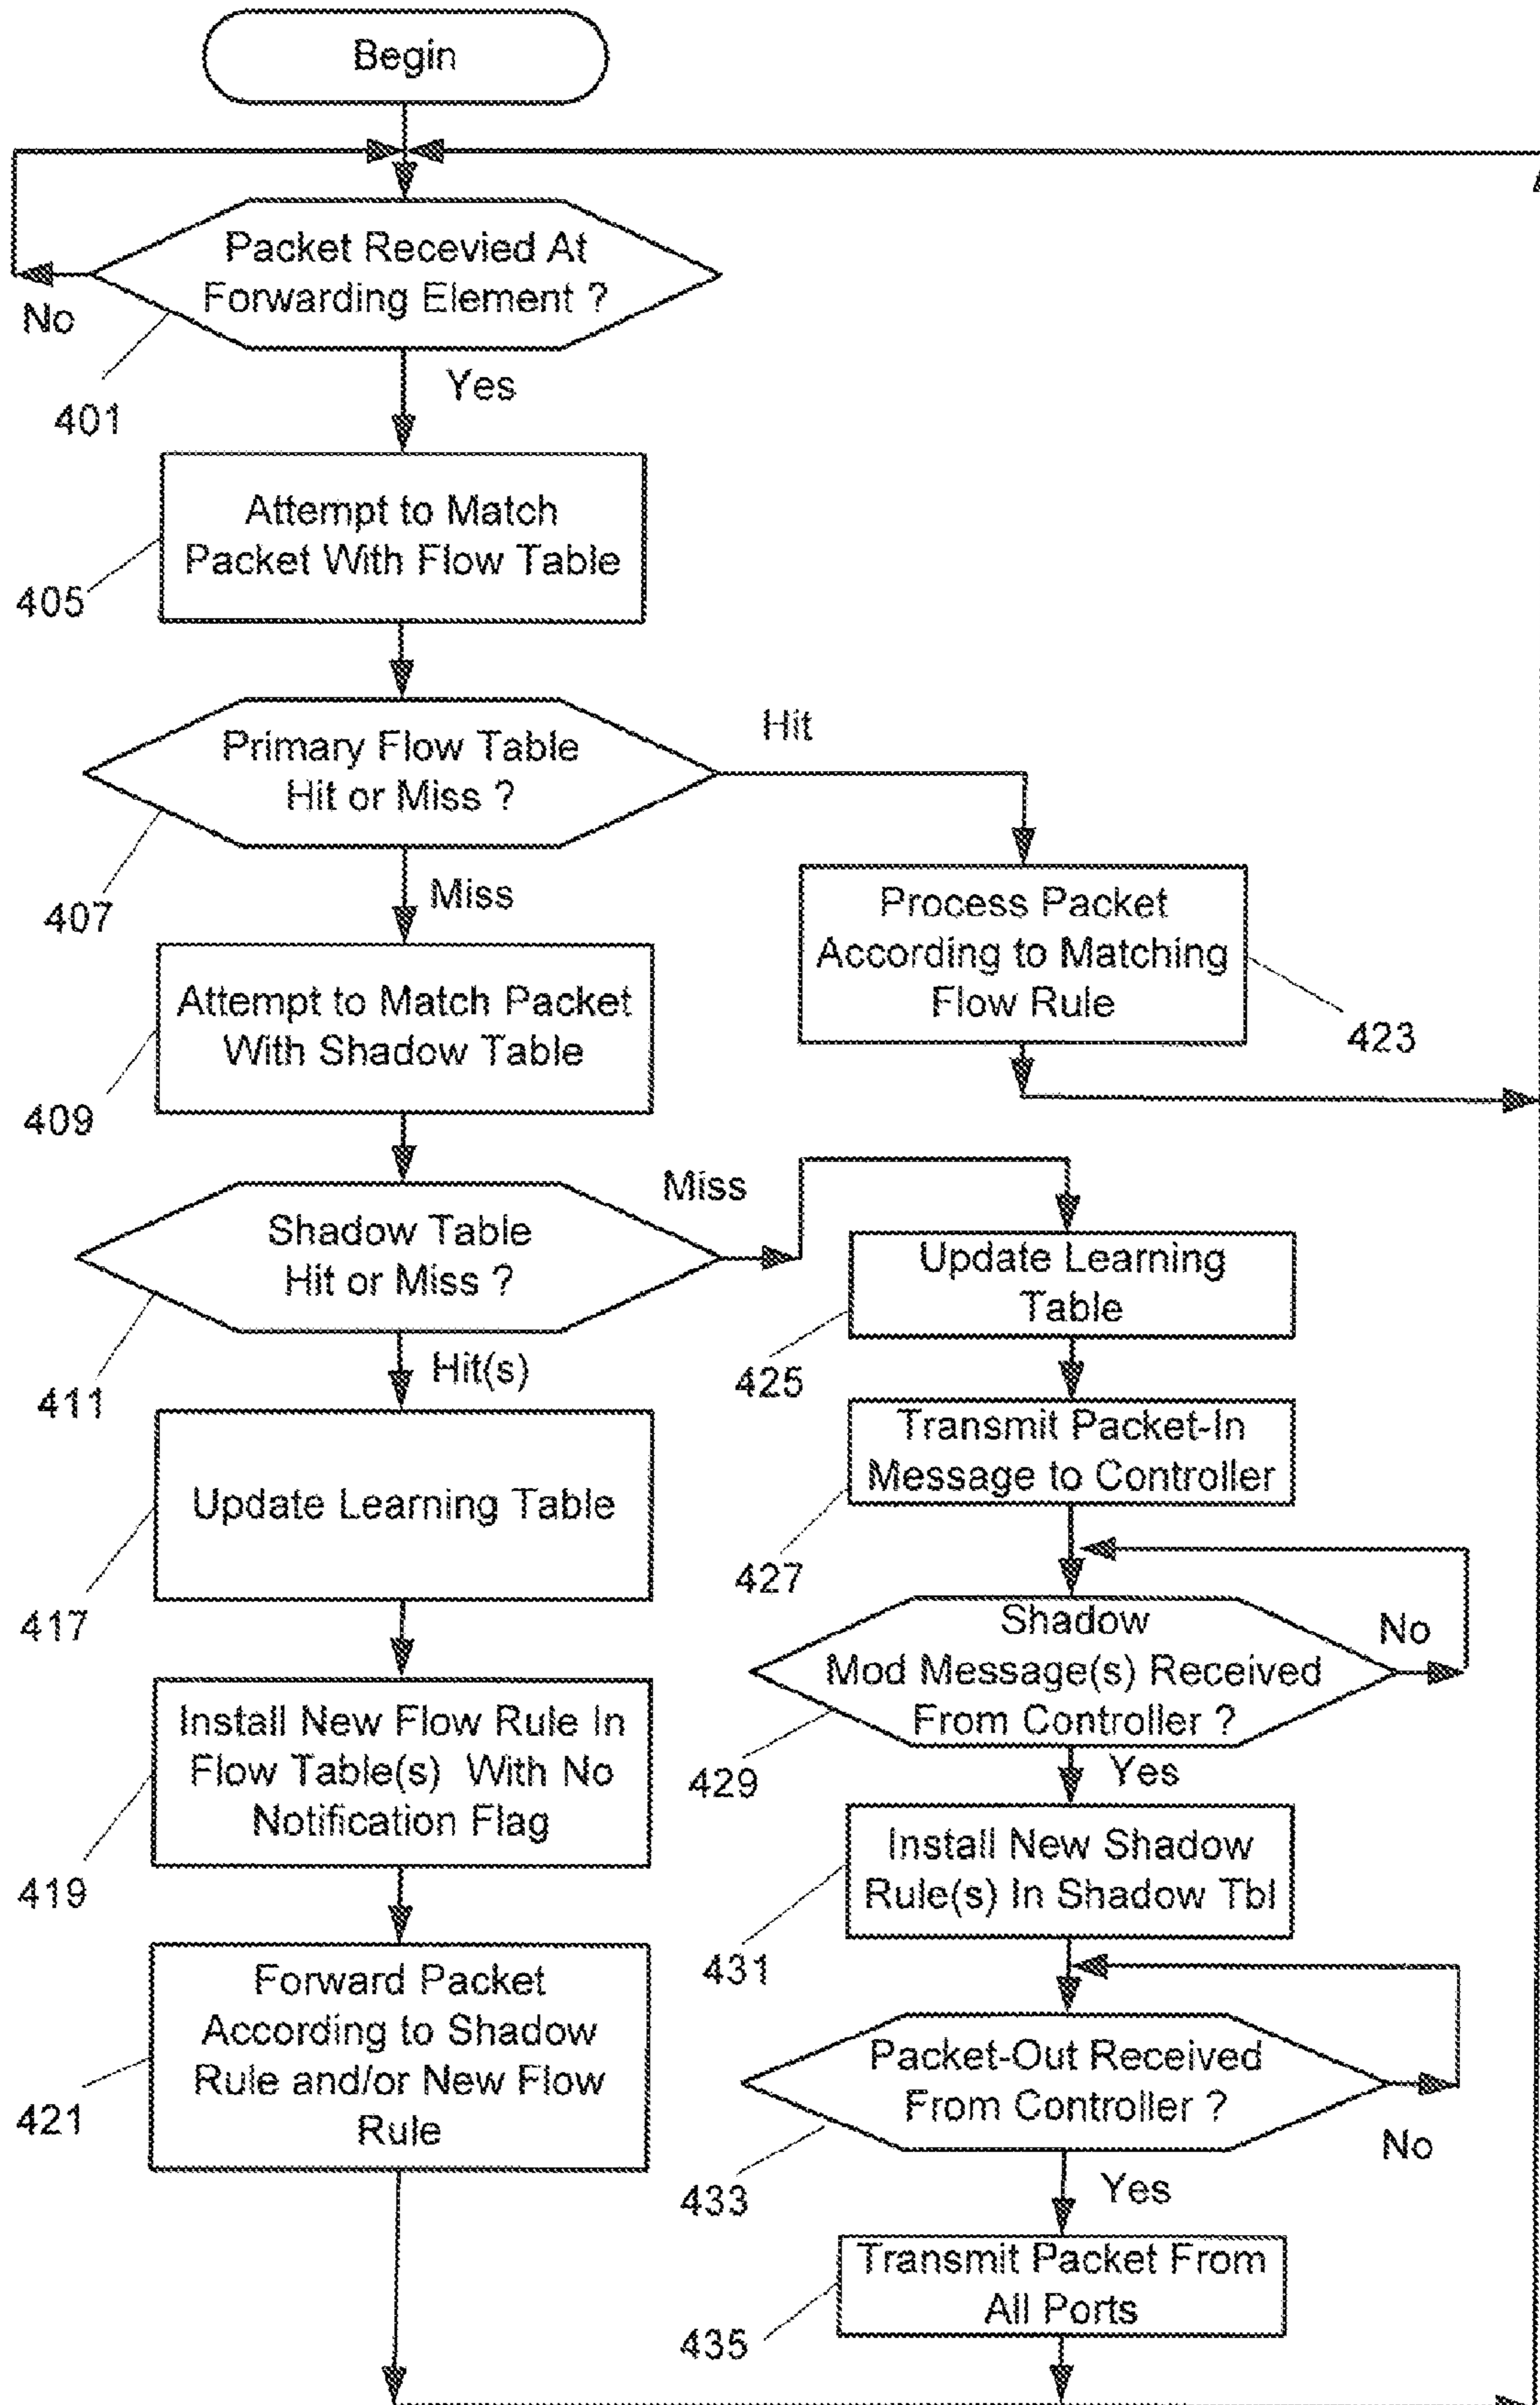 Begin
Packet Recevied At
Forwarding Element ?
No
401
Yes
Attempt to Match
Packet With Flow Table
405
Primary Flow Table
Hit or Miss ?
Hit
407
Miss
Process Packet
According to Matching
Flow Rule
423
Attempt to Match Packet
With Shadow Table
409
Shadow Table
Hit or Miss ?
Miss
411
Hit(s)
Update Learning
Table
425
Transmit Packet-In
Message to Controller
427
Update Learning Table
417
Shadow
Mod Message(s) Received
From Controller ?
No
429
Yes
Install New Flow Rule In
Flow Table(s) With No
Notification Flag
419
Install New Shadow
Rule(s) In Shadow Tbl
431
Forward Packet
According to Shadow
Rule and/or New Flow
Rule
421
Packet-Out Received
From Controller ?
No
433
Yes
Transmit Packet From
All Ports
435